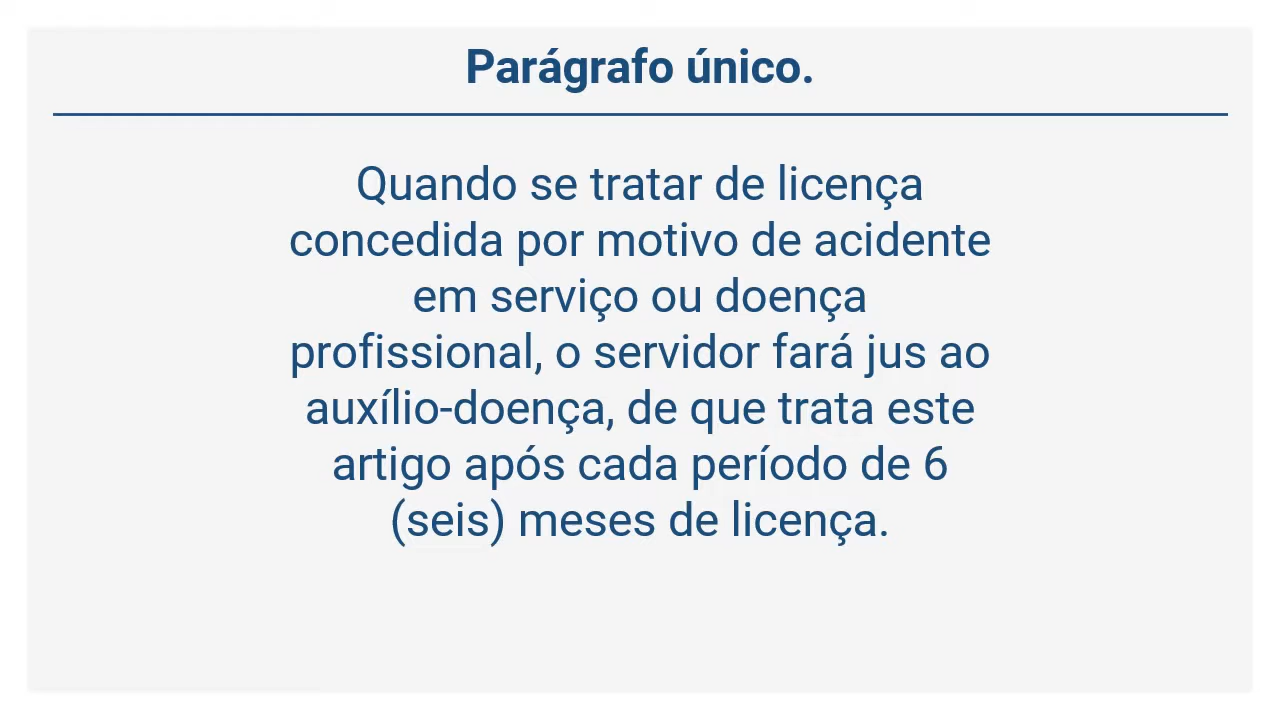 Parágrafo único.
Quando se tratar de licença
concedida por motivo de acidente
em serviço ou doença
profissional, o servidor fará jus ao
auxílio-doença, de que trata este
artigo após cada período de 6
(seis) meses de licença.